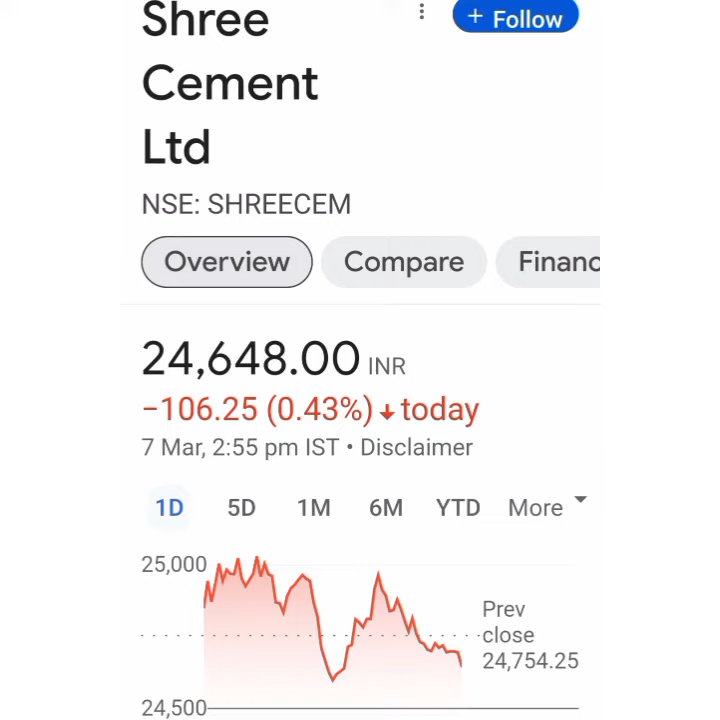 Shree
+ Follow
Cement
Ltd
NSE: SHREECEM
Overview Compare Financ
24,648.00 INR
−106.25 (0.43%) ↓ today
7 Mar, 2:55 pm IST • Disclaimer
1D 5D 1M 6M YTD More
25,000
Prev
close
24,754.25
24,500